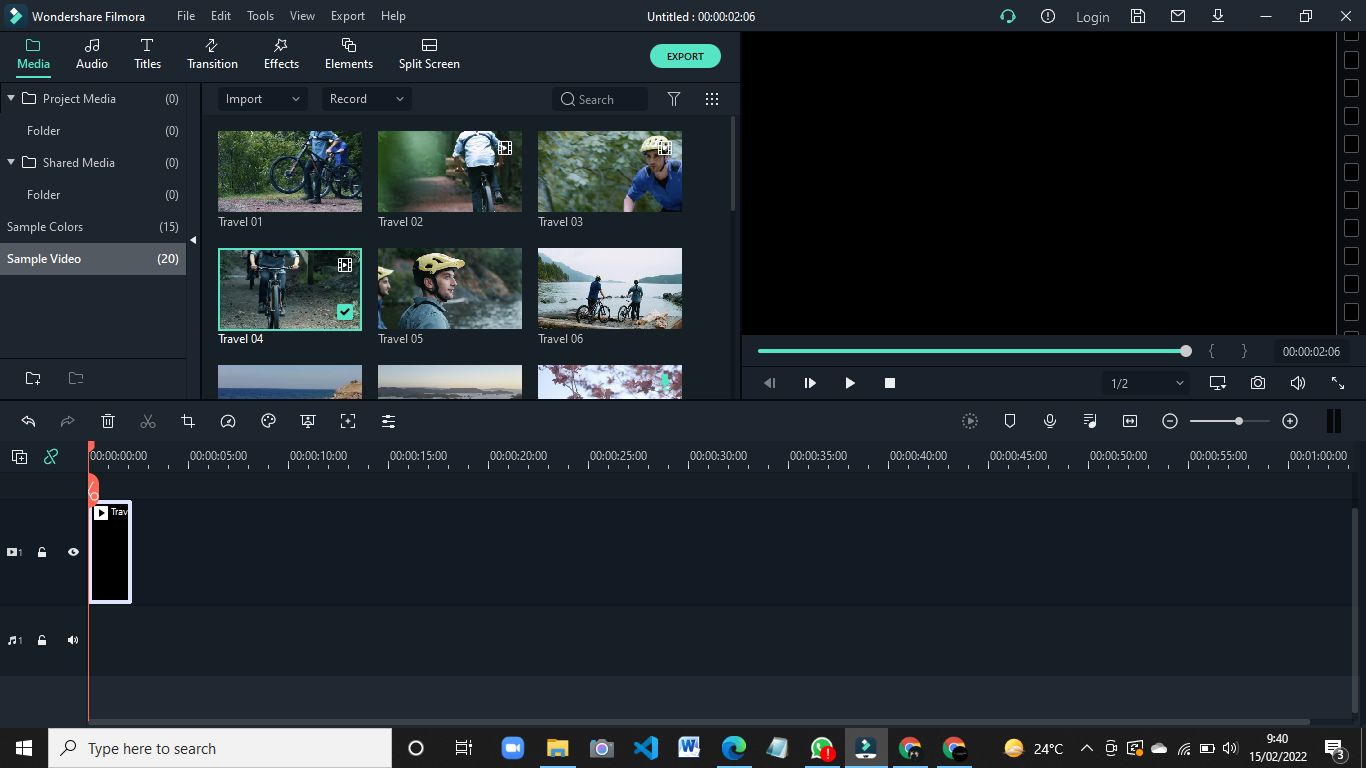 Wondershare Filmora
File Edit Tools View Export Help
Untitled : 00:00:02:06
Login
Media Audio Titles Transition Effects Elements Split Screen
EXPORT
Project Media (0)
Folder (0)
Shared Media (0)
Folder (0)
Sample Colors (15)
Sample Video (20)
Import Record Search
Travel 01 Travel 02 Travel 03
Travel 04 Travel 05 Travel 06
{ } 00:00:02:06
1/2
00:00:00:00 00:00:05:00 00:00:10:00 00:00:15:00 00:00:20:00 00:00:25:00 00:00:30:00 00:00:35:00 00:00:40:00 00:00:45:00 00:00:50:00 00:00:55:00 00:01:00:00
Trav
1
1
Type here to search
24°C
9:40
15/02/2022
3